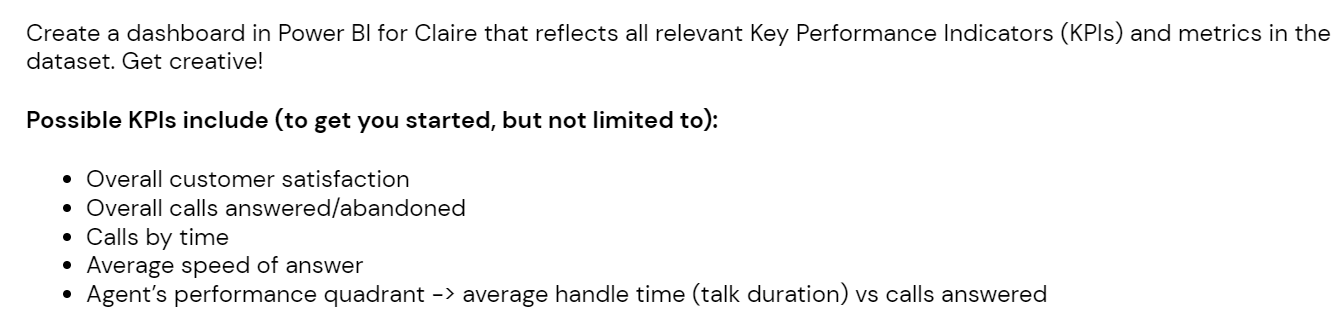 Create a dashboard in Power BI for Claire that reflects all relevant Key Performance Indicators (KPIs) and metrics in the
dataset. Get creative!
Possible KPIs include (to get you started, but not limited to):
• Overall customer satisfaction
• Overall calls answered/abandoned
• Calls by time
• Average speed of answer
• Agent’s performance quadrant -> average handle time (talk duration) vs calls answered